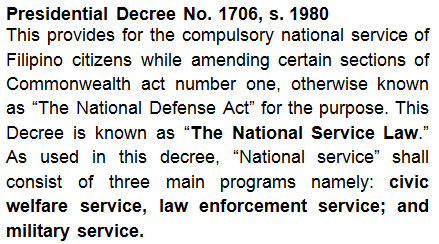 Presidential Decree No. 1706, s. 1980
This provides for the compulsory national service of
Filipino citizens while amending certain sections of
Commonwealth act number one, otherwise known
as “The National Defense Act” for the purpose. This
Decree is known as “The National Service Law.”
As used in this decree, “National service” shall
consist of three main programs namely: civic
welfare service, law enforcement service; and
military service.